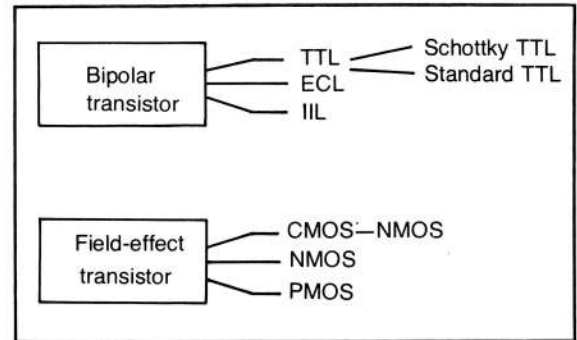 Bipolar
transistor
TTL
ECL
IIL
Schottky TTL
Standard TTL
Field-effect
transistor
CMOS—NMOS
NMOS
PMOS